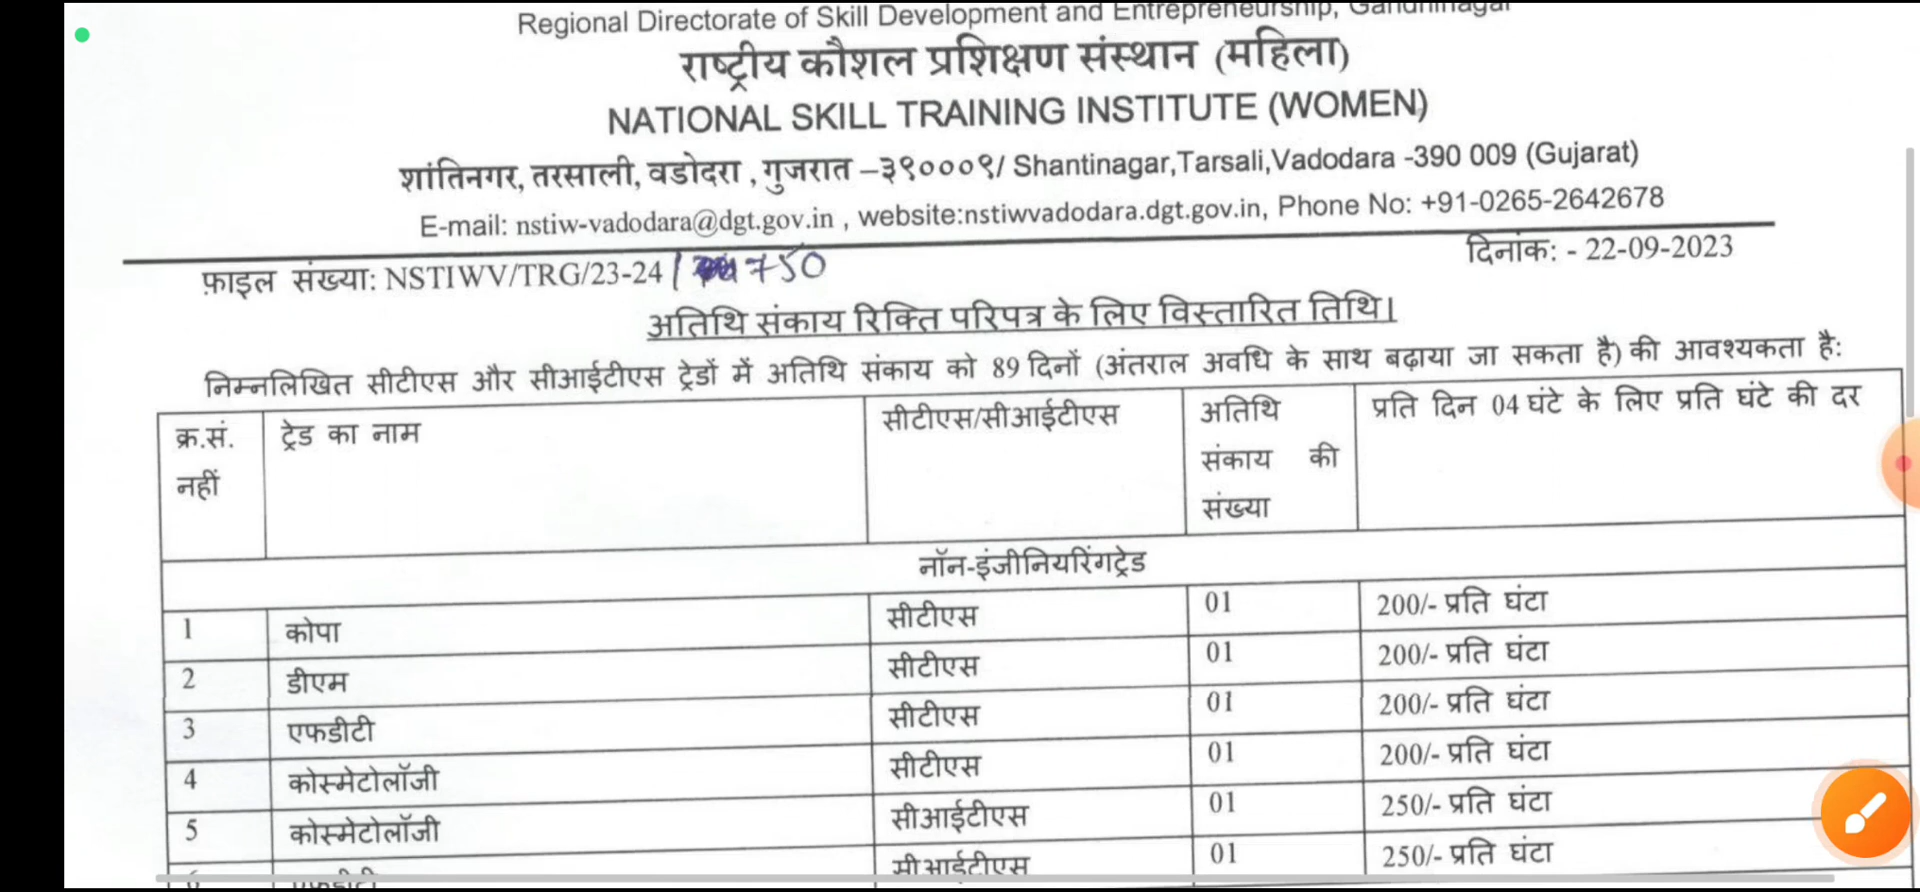 Regional Directorate of Skill Development and Entrepreneurship, Gandhinagar
राष्ट्रीय कौशल प्रशिक्षण संस्थान (महिला)
NATIONAL SKILL TRAINING INSTITUTE (WOMEN)
शांतिनगर, तरसाली, वडोदरा , गुजरात –३९०००९/ Shantinagar,Tarsali,Vadodara -390 009 (Gujarat)
E-mail: nstiw-vadodara@dgt.gov.in , website:nstiwvadodara.dgt.gov.in, Phone No: +91-0265-2642678
दिनांक: - 22-09-2023
फ़ाइल संख्या: NSTIWV/TRG/23-24/ 750
अतिथि संकाय रिक्ति परिपत्र के लिए विस्तारित तिथि।
निम्नलिखित सीटीएस और सीआईटीएस ट्रेडों में अतिथि संकाय को 89 दिनों (अंतराल अवधि के साथ बढ़ाया जा सकता है) की आवश्यकता है:
क्र.सं. नहीं ट्रेड का नाम सीटीएस/सीआईटीएस अतिथि संकाय की संख्या प्रति दिन 04 घंटे के लिए प्रति घंटे की दर
नॉन-इंजीनियरिंगट्रेड
1 कोपा सीटीएस 01 200/- प्रति घंटा
2 डीएम सीटीएस 01 200/- प्रति घंटा
3 एफडीटी सीटीएस 01 200/- प्रति घंटा
4 कोस्मेटोलॉजी सीटीएस 01 200/- प्रति घंटा
5 कोस्मेटोलॉजी सीआईटीएस 01 250/- प्रति घंटा
6 एफडीटी सीआईटीएस 01 250/- प्रति घंटा